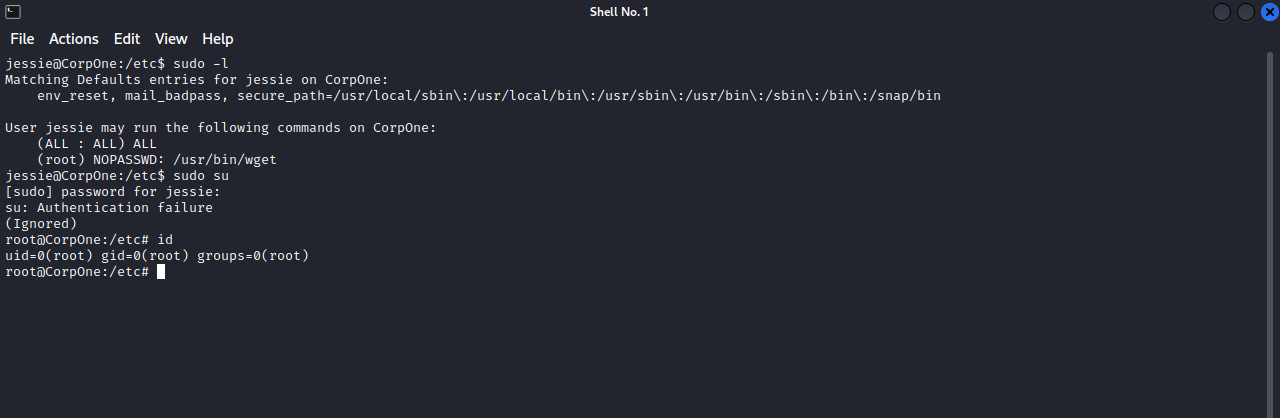 Shell No. 1
File Actions Edit View Help
jessie@CorpOne:/etc$ sudo -l
Matching Defaults entries for jessie on CorpOne:
    env_reset, mail_badpass, secure_path=/usr/local/sbin\:/usr/local/bin\:/usr/sbin\:/usr/bin\:/sbin\:/bin\:/snap/bin

User jessie may run the following commands on CorpOne:
    (ALL : ALL) ALL
    (root) NOPASSWD: /usr/bin/wget
jessie@CorpOne:/etc$ sudo su
[sudo] password for jessie:
su: Authentication failure
(Ignored)
root@CorpOne:/etc# id
uid=0(root) gid=0(root) groups=0(root)
root@CorpOne:/etc#